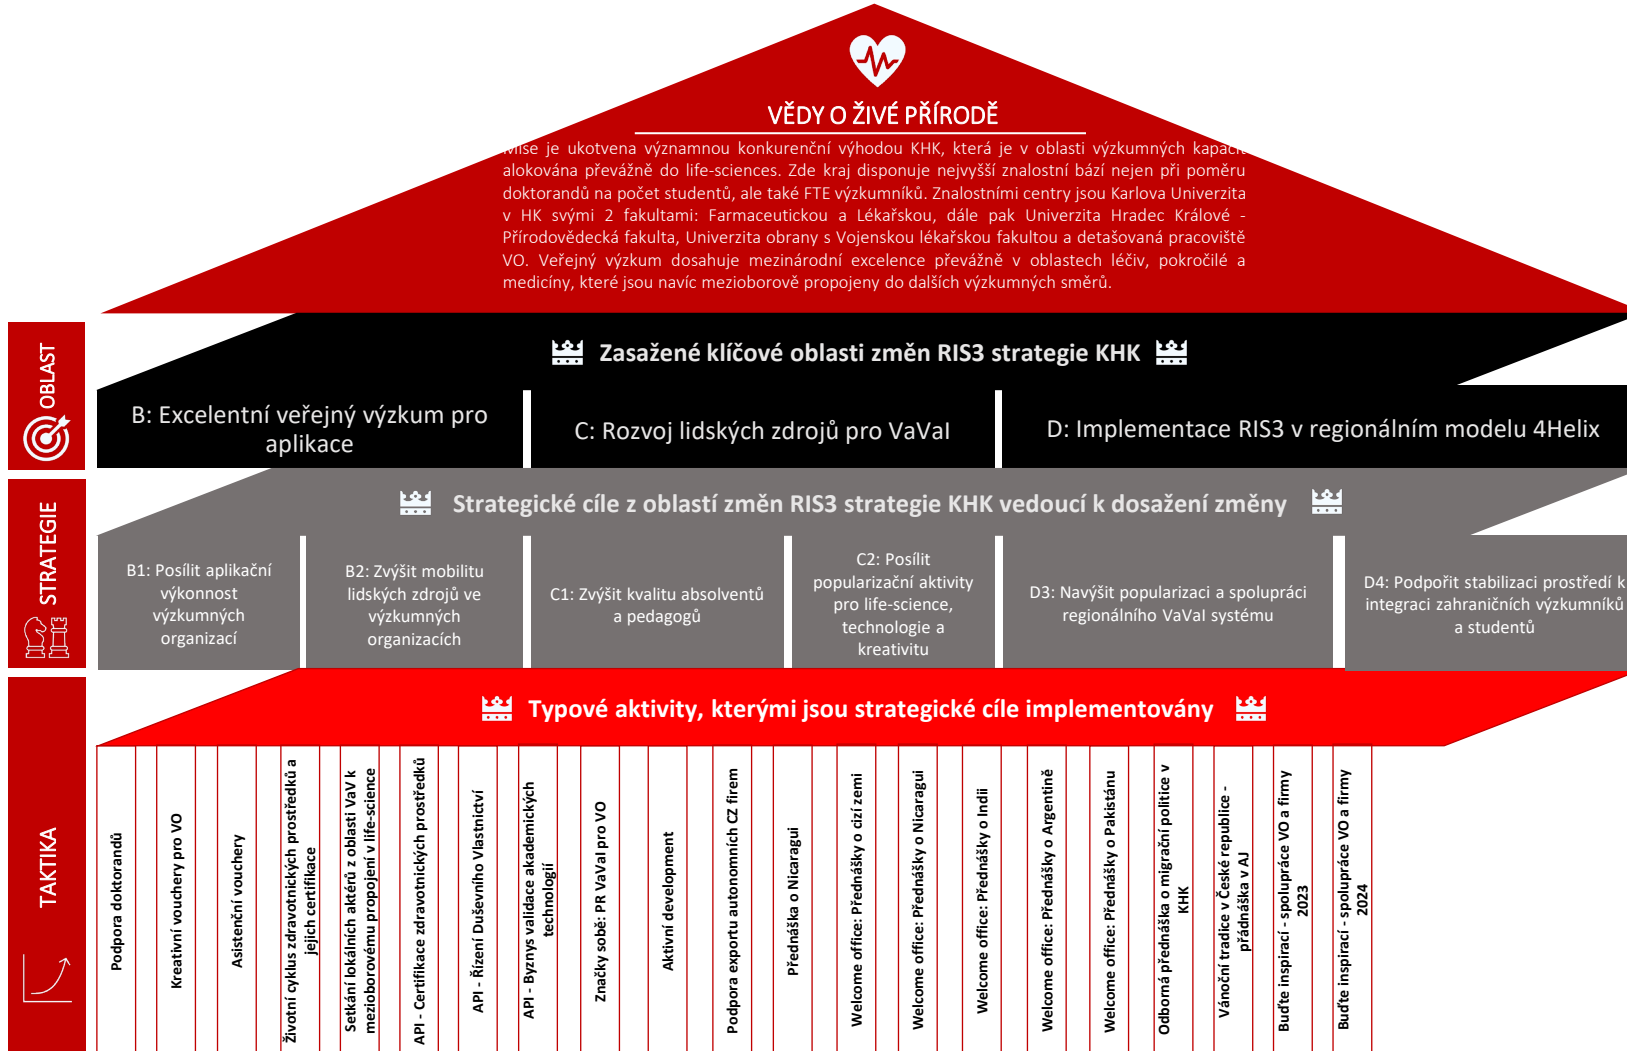 VĚDY O ŽIVÉ PŘÍRODĚ
Mise je ukotvena významnou konkurenční výhodou KHK, která je v oblasti výzkumných kapacit
alokována převážně do life-sciences. Zde kraj disponuje nejvyšší znalostní bází nejen při poměru
doktorandů na počet studentů, ale také FTE výzkumníků. Znalostními centry jsou Karlova Univerzita
v HK svými 2 fakultami: Farmaceutickou a Lékařskou, dále pak Univerzita Hradec Králové -
Přírodovědecká fakulta, Univerzita obrany s Vojenskou lékařskou fakultou a detašovaná pracoviště
VO. Veřejný výzkum dosahuje mezinárodní excelence převážně v oblastech léčiv, pokročilé a
medicíny, které jsou navíc mezioborově propojeny do dalších výzkumných směrů.
OBLAST
Zasažené klíčové oblasti změn RIS3 strategie KHK
B: Excelentní veřejný výzkum pro
aplikace
C: Rozvoj lidských zdrojů pro VaVaI
D: Implementace RIS3 v regionálním modelu 4Helix
STRATEGIE
Strategické cíle z oblastí změn RIS3 strategie KHK vedoucí k dosažení změny
B1: Posílit aplikační
výkonnost
výzkumných
organizací
B2: Zvýšit mobilitu
lidských zdrojů ve
výzkumných
organizacích
C1: Zvýšit kvalitu absolventů
a pedagogů
C2: Posílit
popularizační aktivity
pro life-science,
technologie a
kreativitu
D3: Navýšit popularizaci a spolupráci
regionálního VaVaI systému
D4: Podpořit stabilizaci prostředí k
integraci zahraničních výzkumníků
a studentů
TAKTIKA
Typové aktivity, kterými jsou strategické cíle implementovány
Podpora doktorandů
Kreativní vouchery pro VO
Asistenční vouchery
Životní cyklus zdravotnických prostředků a
jejich certifikace
Setkání lokálních aktérů z oblasti VaV k
mezioborovému propojení v life-science
API - Certifikace zdravotnických prostředků
API - Řízení Duševního Vlastnictví
API - Byznys validace akademických
technologií
Značky sobě: PR VaVaI pro VO
Aktivní development
Podpora exportu autonomních CZ firem
Přednáška o Nicaragui
Welcome office: Přednášky o cizí zemi
Welcome office: Přednášky o Nicaragui
Welcome office: Přednášky o Indii
Welcome office: Přednášky o Argentině
Welcome office: Přednášky o Pakistánu
Odborná přednáška o migrační politice v
KHK
Vánoční tradice v České republice -
přádnáška v AJ
Buďte inspirací - spolupráce VO a firmy
2023
Buďte inspirací - spolupráce VO a firmy
2024